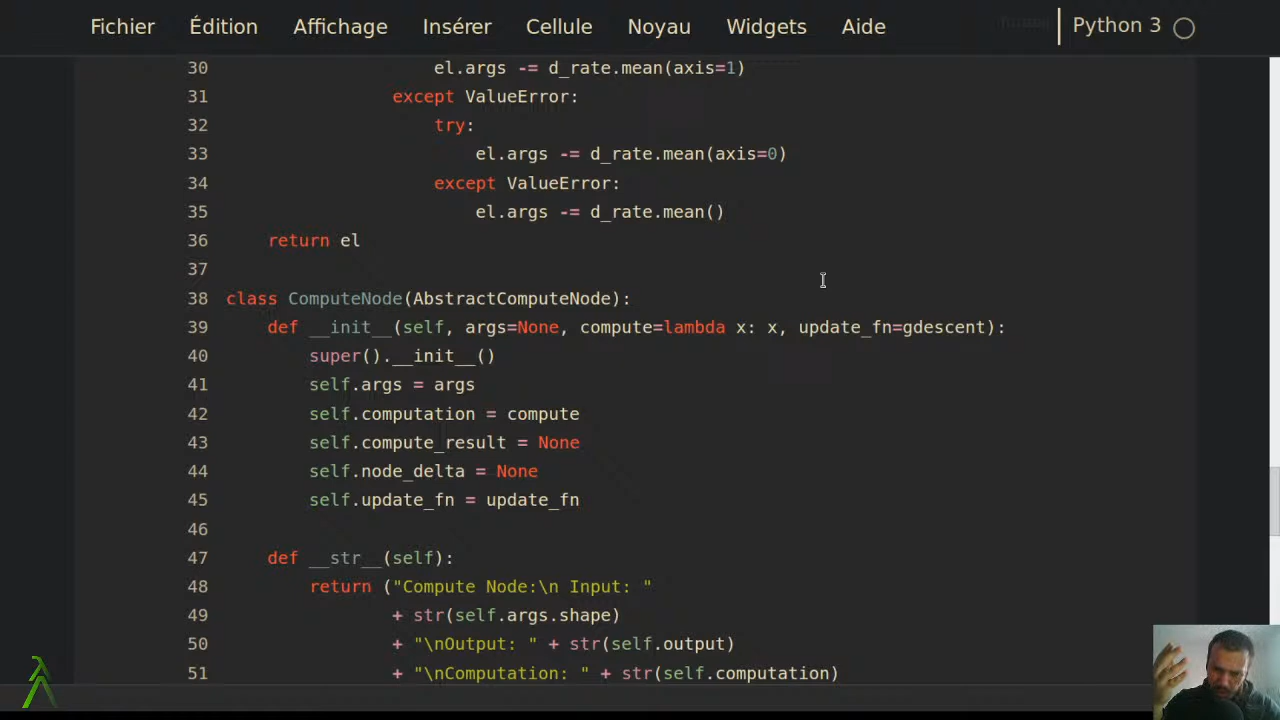 Fichier Édition Affichage Insérer Cellule Noyau Widgets Aide Python 3
30 el.args -= d_rate.mean(axis=1)
31 except ValueError:
32 try:
33 el.args -= d_rate.mean(axis=0)
34 except ValueError:
35 el.args -= d_rate.mean()
36 return el
37
38 class ComputeNode(AbstractComputeNode):
39 def __init__(self, args=None, compute=lambda x: x, update_fn=gdescent):
40 super().__init__()
41 self.args = args
42 self.computation = compute
43 self.compute_result = None
44 self.node_delta = None
45 self.update_fn = update_fn
46
47 def __str__(self):
48 return ("Compute Node:\n Input: "
49 + str(self.args.shape)
50 + "\nOutput: " + str(self.output)
51 + "\nComputation: " + str(self.computation)